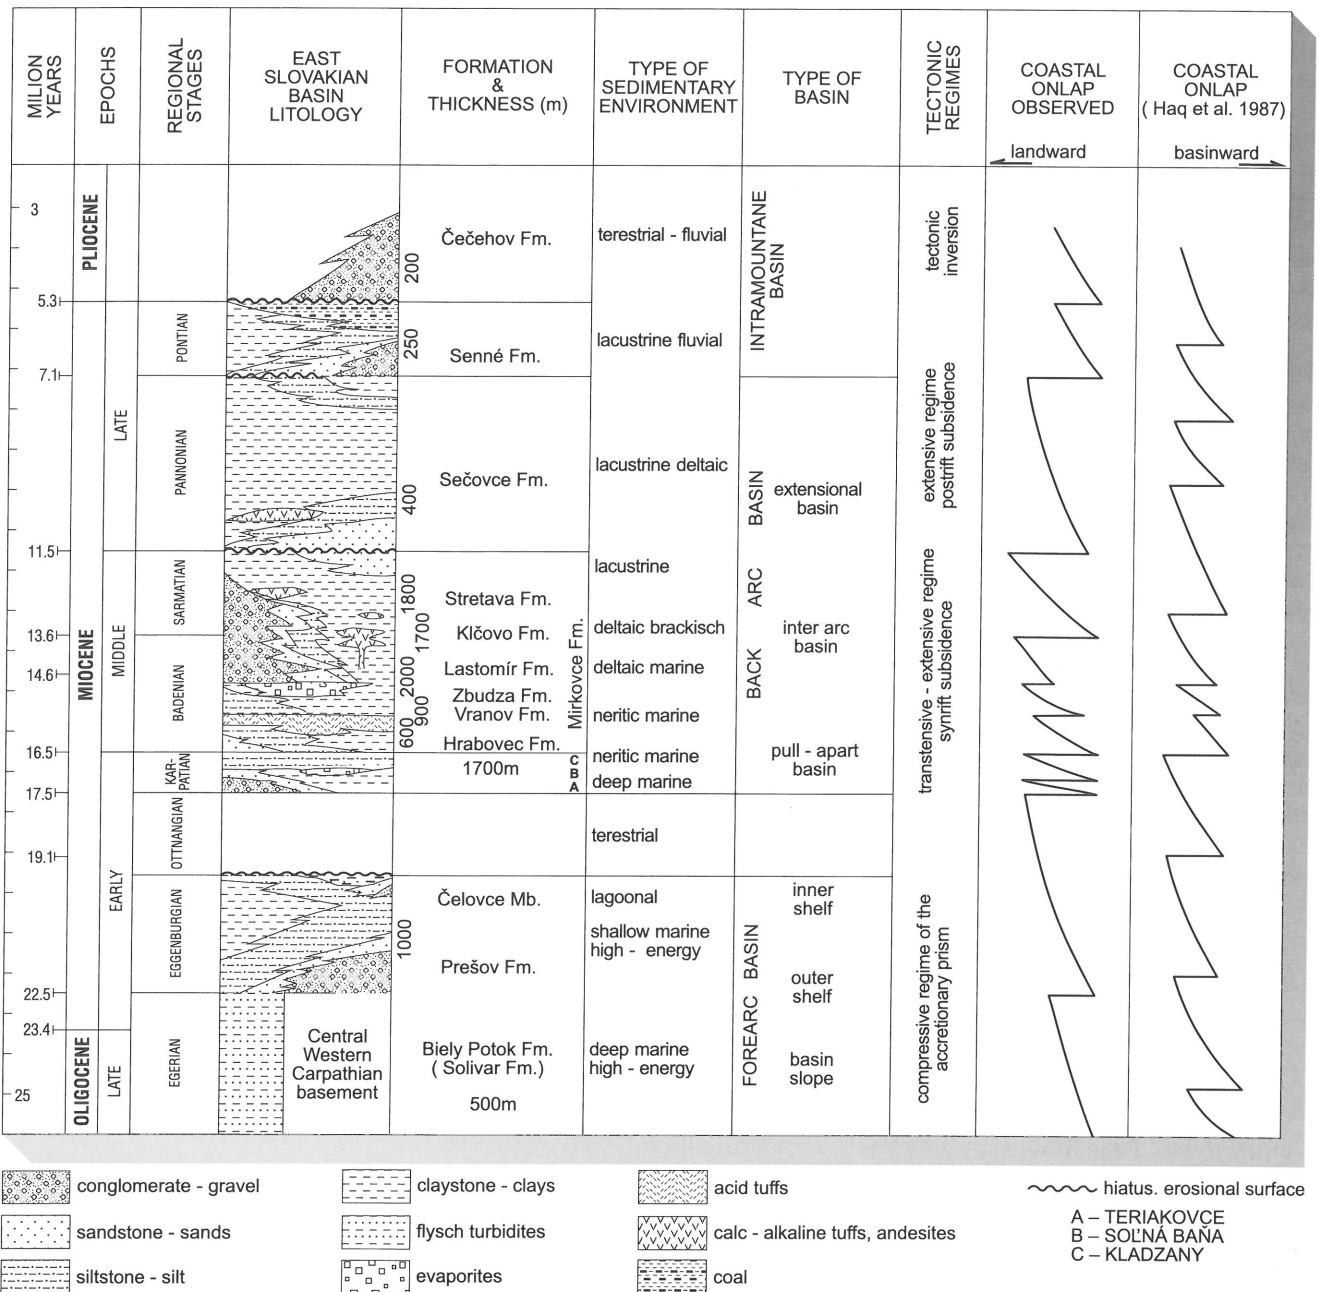 MILION
YEARS
EPOCHS
REGIONAL
STAGES
EAST
SLOVAKIAN
BASIN
LITOLOGY
FORMATION
&
THICKNESS (m)
TYPE OF
SEDIMENTARY
ENVIRONMENT
TYPE OF
BASIN
TECTONIC
REGIMES
COASTAL
ONLAP
OBSERVED
landward
COASTAL
ONLAP
( Haq et al. 1987)
basinward
3
5.3
7.1
11.5
13.6
14.6
16.5
17.5
19.1
22.5
23.4
25
PLIOCENE
MIOCENE
OLIGOCENE
LATE
MIDDLE
EARLY
LATE
PONTIAN
PANNONIAN
SARMATIAN
BADENIAN
KAR-
PATIAN
OTTNANGIAN
EGGENBURGIAN
EGERIAN
Central
Western
Carpathian
basement
200
250
400
1800
1700
2000
900
600
1000
Čečehov Fm.
Senné Fm.
Sečovce Fm.
Stretava Fm.
Klčovo Fm.
Lastomír Fm.
Zbudza Fm.
Vranov Fm.
Hrabovec Fm.
Mirkovce Fm.
1700m
C
B
A
Čelovce Mb.
Prešov Fm.
Biely Potok Fm.
( Solivar Fm.)
500m
terestrial - fluvial
lacustrine fluvial
lacustrine deltaic
lacustrine
deltaic brackisch
deltaic marine
neritic marine
neritic marine
deep marine
terestrial
lagoonal
shallow marine
high - energy
deep marine
high - energy
INTRAMOUNTANE
BASIN
BACK ARC BASIN
extensional
basin
inter arc
basin
pull - apart
basin
FOREARC BASIN
inner
shelf
outer
shelf
basin
slope
tectonic
inversion
extensive regime
postrift subsidence
transtensive - extensive regime
synrift subsidence
compressive regime of the
accretionary prism
conglomerate - gravel
sandstone - sands
siltstone - silt
claystone - clays
flysch turbidites
evaporites
acid tuffs
calc - alkaline tuffs, andesites
coal
hiatus. erosional surface
A – TERIAKOVCE
B – SOĽNÁ BAŇA
C – KLADZANY